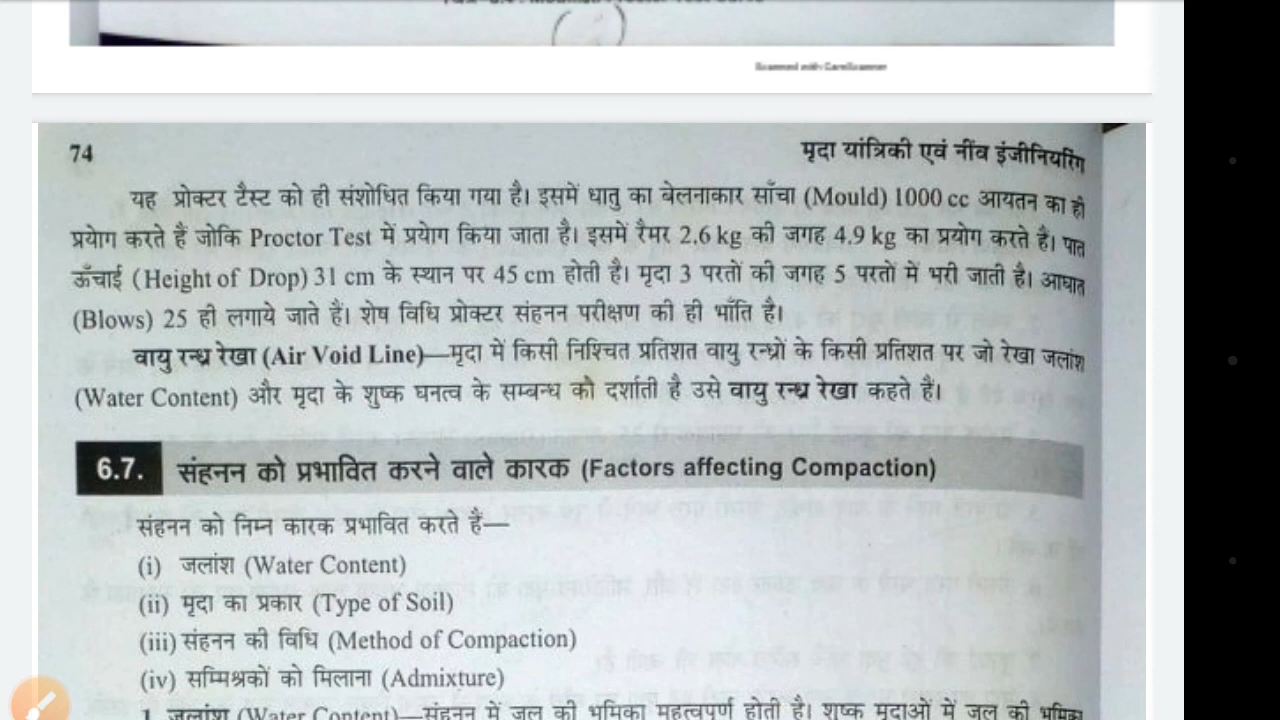 Scanned with CamScanner
74
मृदा यांत्रिकी एवं नींव इंजीनियरिंग
यह प्रोक्टर टैस्ट को ही संशोधित किया गया है। इसमें धातु का बेलनाकार साँचा (Mould) 1000 cc आयतन का ही
प्रयोग करते हैं जोकि Proctor Test में प्रयोग किया जाता है। इसमें रैमर 2.6 kg की जगह 4.9 kg का प्रयोग करते है। पात
ऊँचाई (Height of Drop) 31 cm के स्थान पर 45 cm होती है। मृदा 3 परतों की जगह 5 परतों में भरी जाती है। आघात
(Blows) 25 ही लगाये जाते हैं। शेष विधि प्रोक्टर संहनन परीक्षण की ही भाँति है।
वायु रन्ध्र रेखा (Air Void Line)—मृदा में किसी निश्चित प्रतिशत वायु रन्ध्रों के किसी प्रतिशत पर जो रेखा जलांश
(Water Content) और मृदा के शुष्क घनत्व के सम्बन्ध को दर्शाती है उसे वायु रन्ध्र रेखा कहते हैं।
6.7. संहनन को प्रभावित करने वाले कारक (Factors affecting Compaction)
संहनन को निम्न कारक प्रभावित करते हैं—
(i) जलांश (Water Content)
(ii) मृदा का प्रकार (Type of Soil)
(iii) संहनन की विधि (Method of Compaction)
(iv) सम्मिश्रकों को मिलाना (Admixture)
1. जलांश (Water Content)—संहनन में जल की भूमिका महत्वपूर्ण होती है। शुष्क मृदाओं में जल की भूमिका